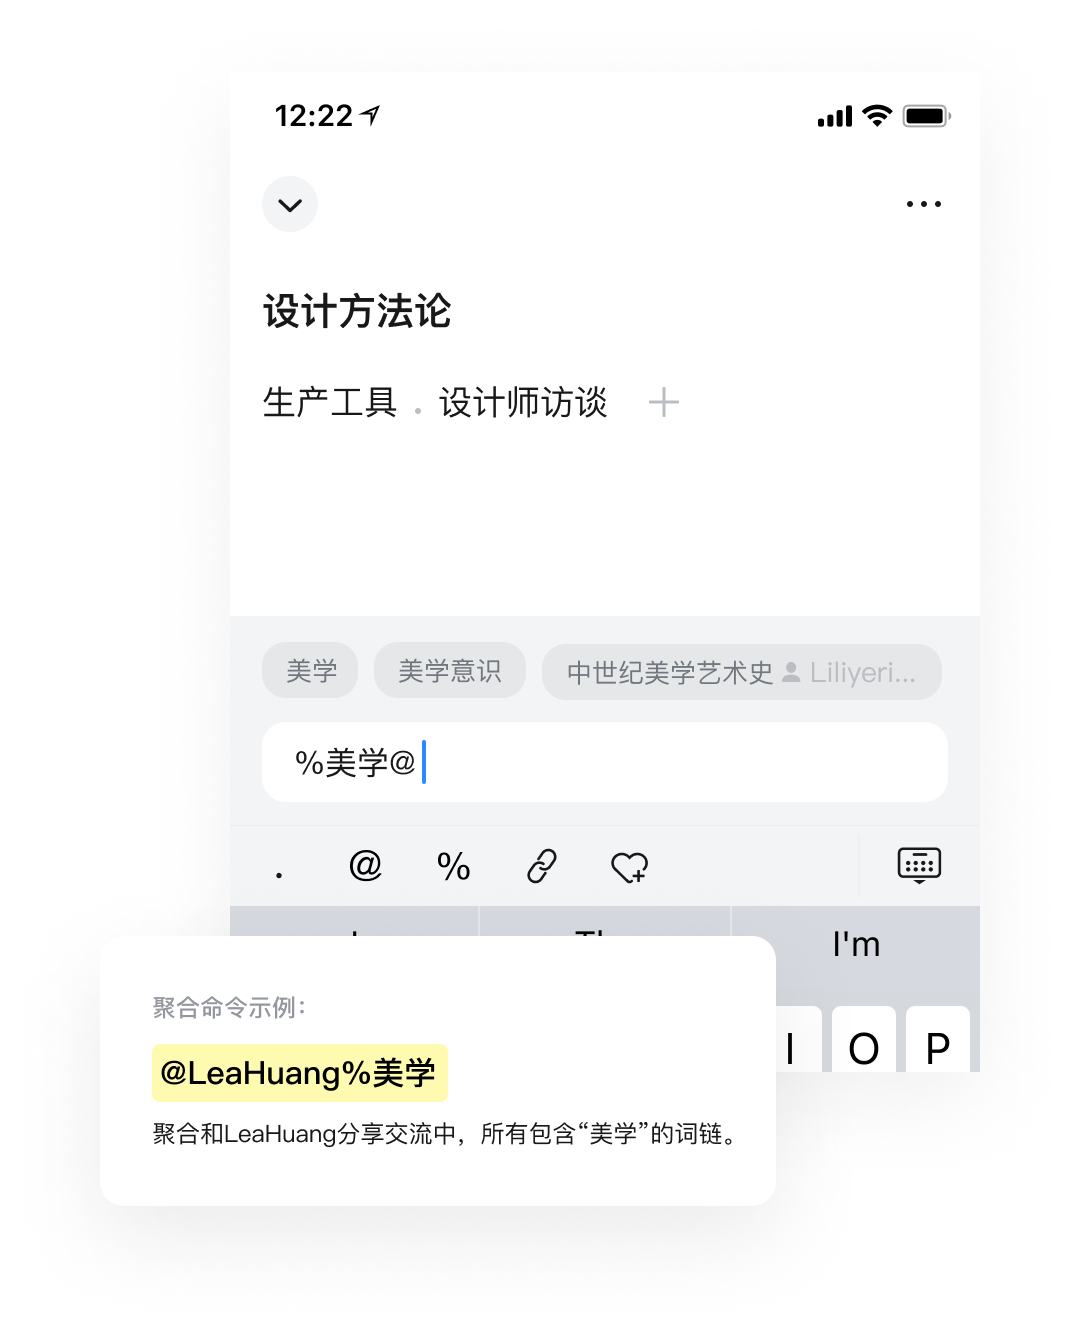 12:22
设计方法论
生产工具 . 设计师访谈
美学 美学意识 中世纪美学艺术史 Liliyeri...
%美学@
. @ %
I'm
I O P
聚合命令示例：
@LeaHuang%美学
聚合和LeaHuang分享交流中，所有包含“美学”的词链。